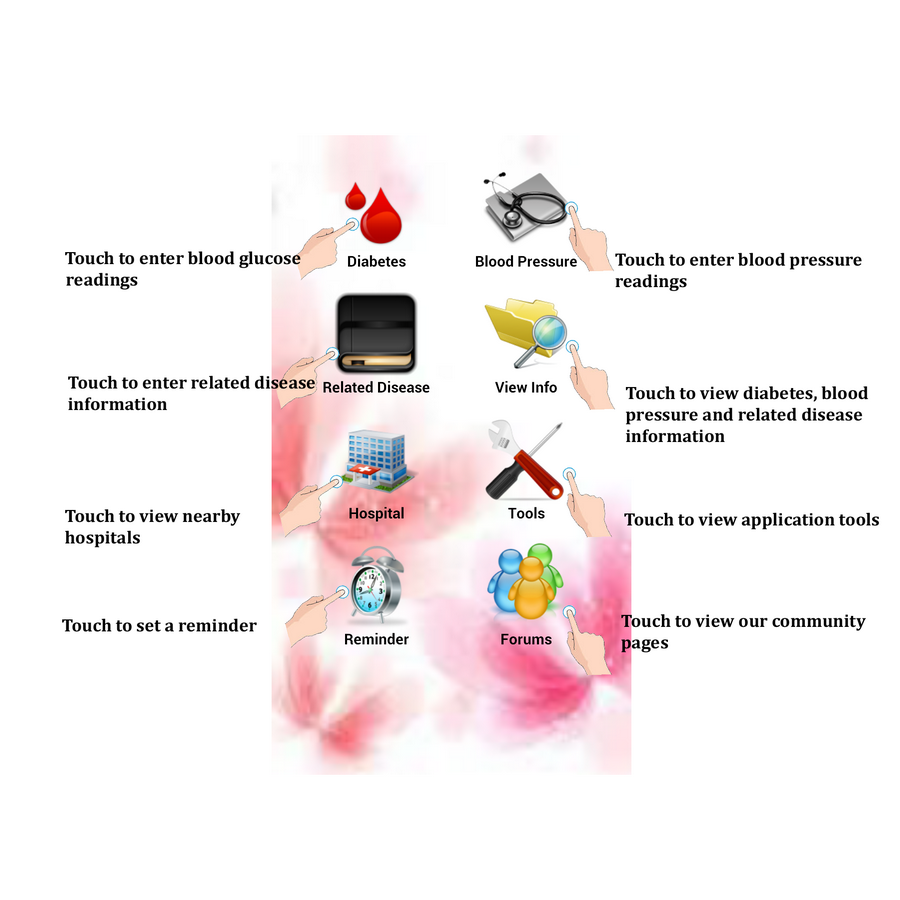 Touch to enter blood glucose
readings
Diabetes
Blood Pressure
Touch to enter blood pressure
readings
Touch to enter related disease
information
Related Disease
View Info
Touch to view diabetes, blood
pressure and related disease
information
Touch to view nearby
hospitals
Hospital
Tools
Touch to view application tools
Touch to set a reminder
Reminder
Forums
Touch to view our community
pages